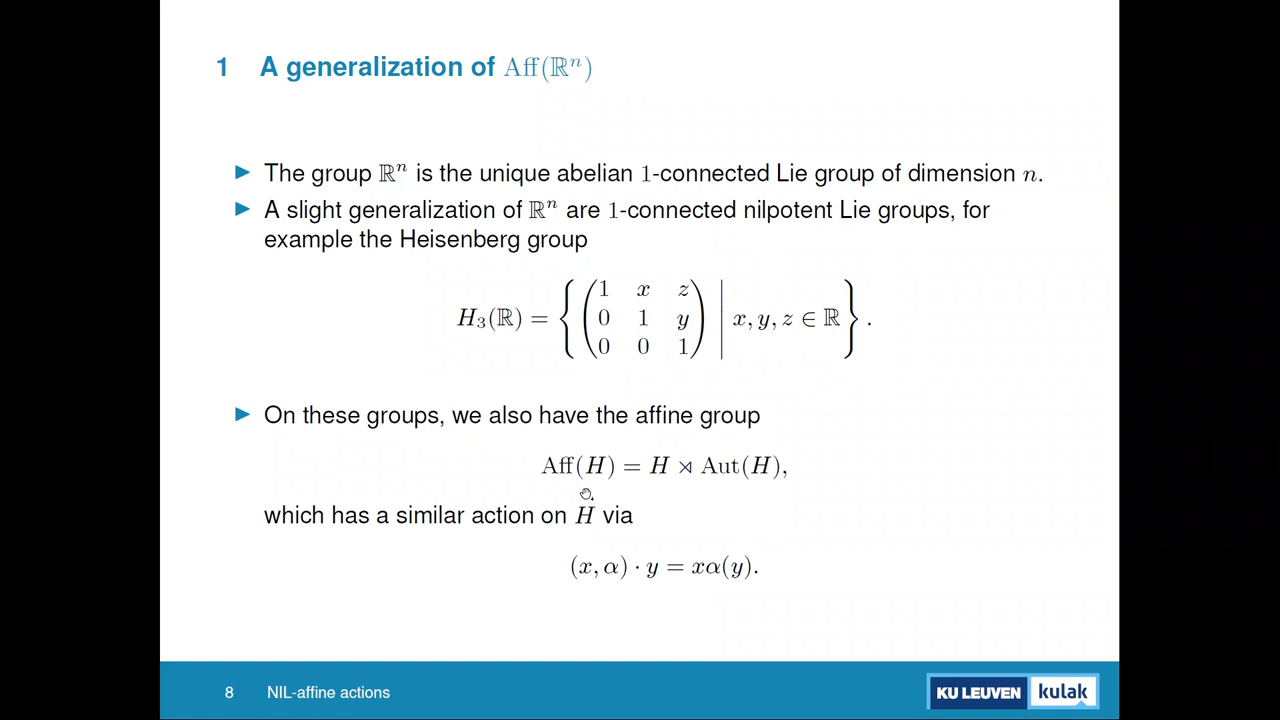 1 A generalization of Aff(ℝⁿ)
▶ The group ℝⁿ is the unique abelian 1-connected Lie group of dimension n.
▶ A slight generalization of ℝⁿ are 1-connected nilpotent Lie groups, for
example the Heisenberg group
H₃(ℝ) = { ( 1 x z
0 1 y
0 0 1 ) | x, y, z ∈ ℝ } .
▶ On these groups, we also have the affine group
Aff(H) = H ⋊ Aut(H),
which has a similar action on H via
(x, α) · y = xα(y).
8 NIL-affine actions
KU LEUVEN kulak